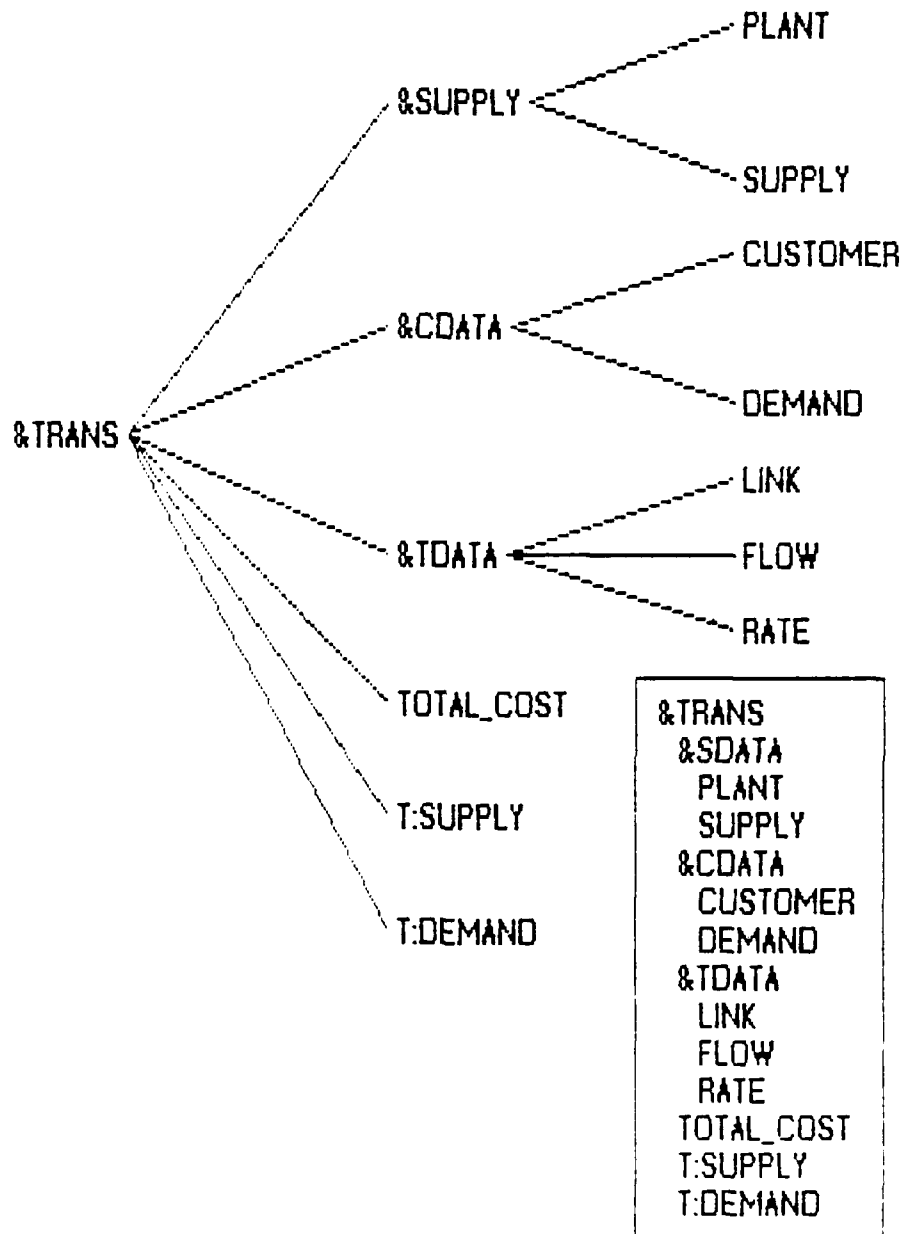 PLANT
&SUPPLY
SUPPLY
CUSTOMER
&CDATA
DEMAND
&TRANS
LINK
&TDATA
FLOW
RATE
TOTAL_COST
T:SUPPLY
T:DEMAND
&TRANS
&SDATA
PLANT
SUPPLY
&CDATA
CUSTOMER
DEMAND
&TDATA
LINK
FLOW
RATE
TOTAL_COST
T:SUPPLY
T:DEMAND